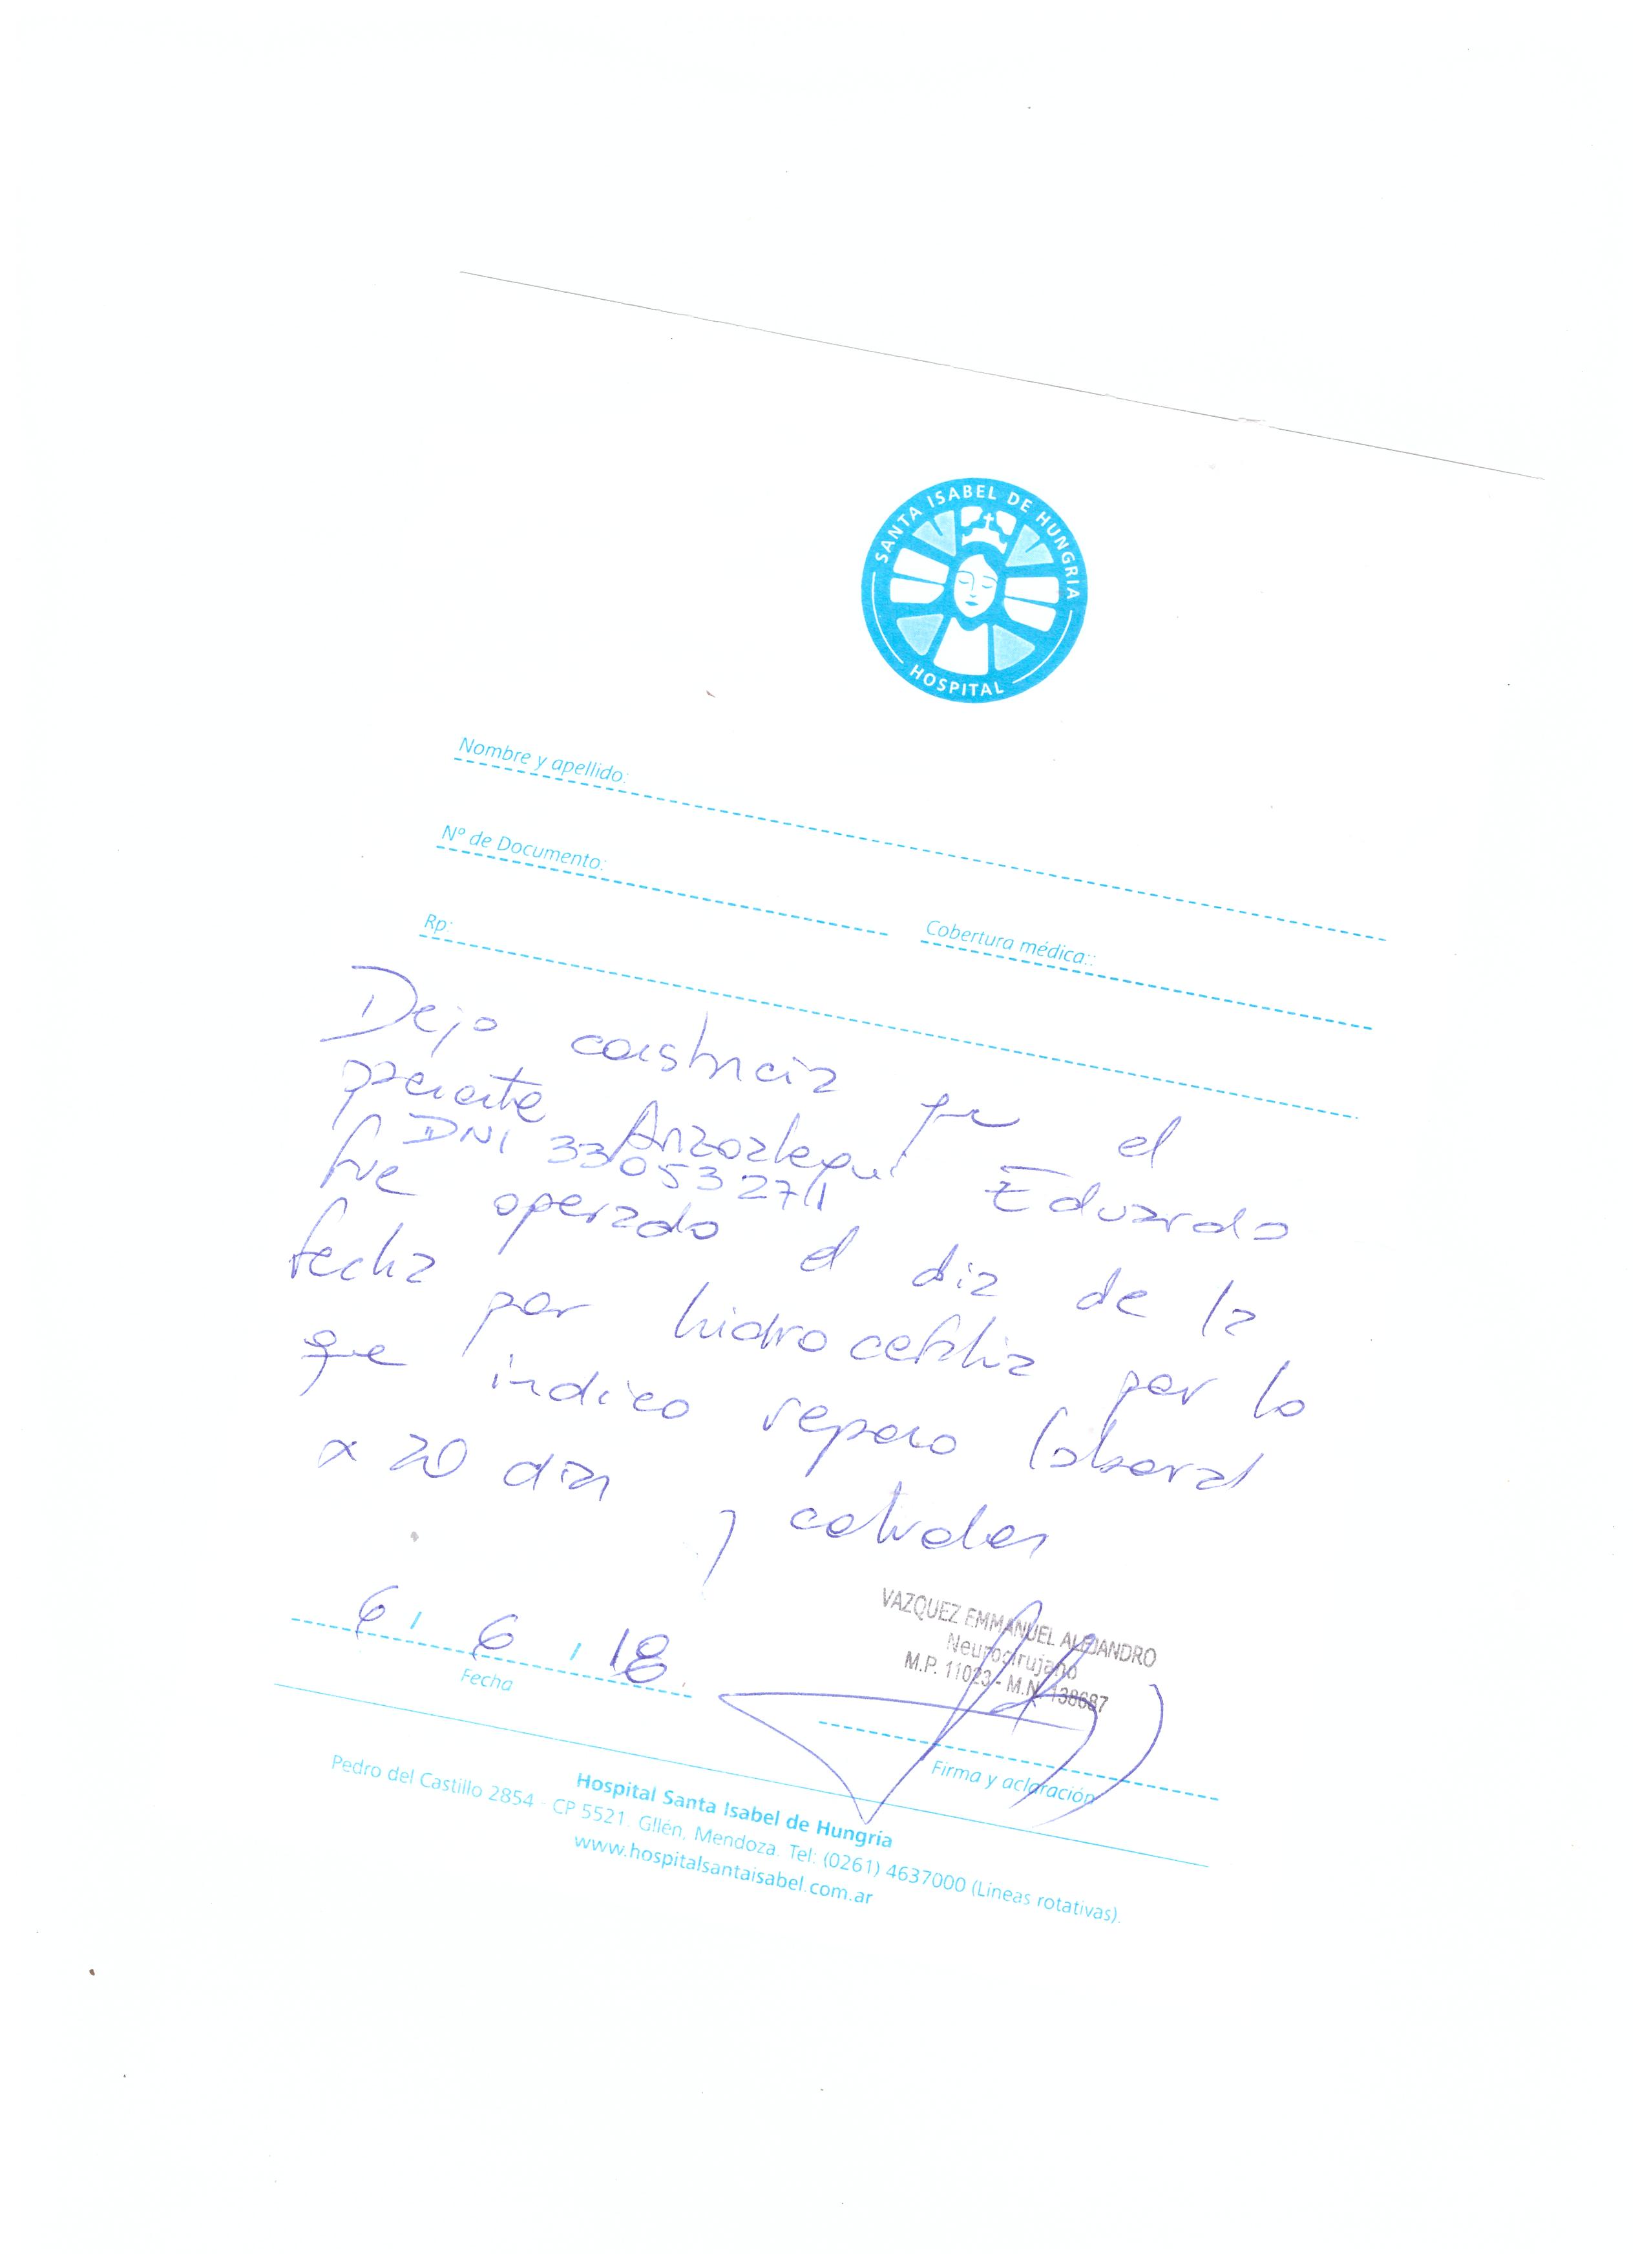 SANTA ISABEL DE HUNGRIA
HOSPITAL
Nombre y apellido:
Nº de Documento:
Cobertura médica::
Rp:
Dejo constancia que el
paciente Anzoategui Eduardo
DNI 33053271
fue operado el dia de la
fecha por hidrocefalia por lo
que indico reposo laboral
x 20 dias y
6 / 6 / 18
Fecha
VAZQUEZ EMMANUEL ALEJANDRO
Neurocirujano
M.P. 11023 - M.N. 138687
Firma y aclaración
Hospital Santa Isabel de Hungria
Pedro del Castillo 2854 - CP 5521. Gllén, Mendoza. Tel: (0261) 4637000 (Lineas rotativas).
www.hospitalsantaisabel.com.ar